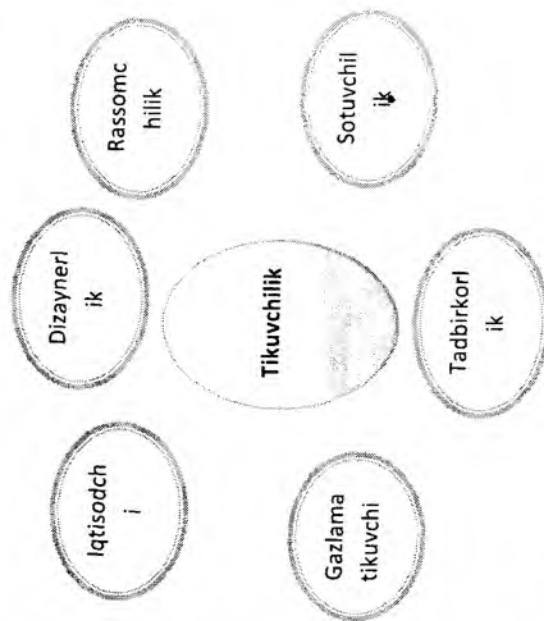 Iqtisodch
i
Dizaynerl
ik
Rassomc
hilik
Tikuvchilik
Gazlama
tikuvchi
Tadbirkorl
ik
Sotuvchil
ik